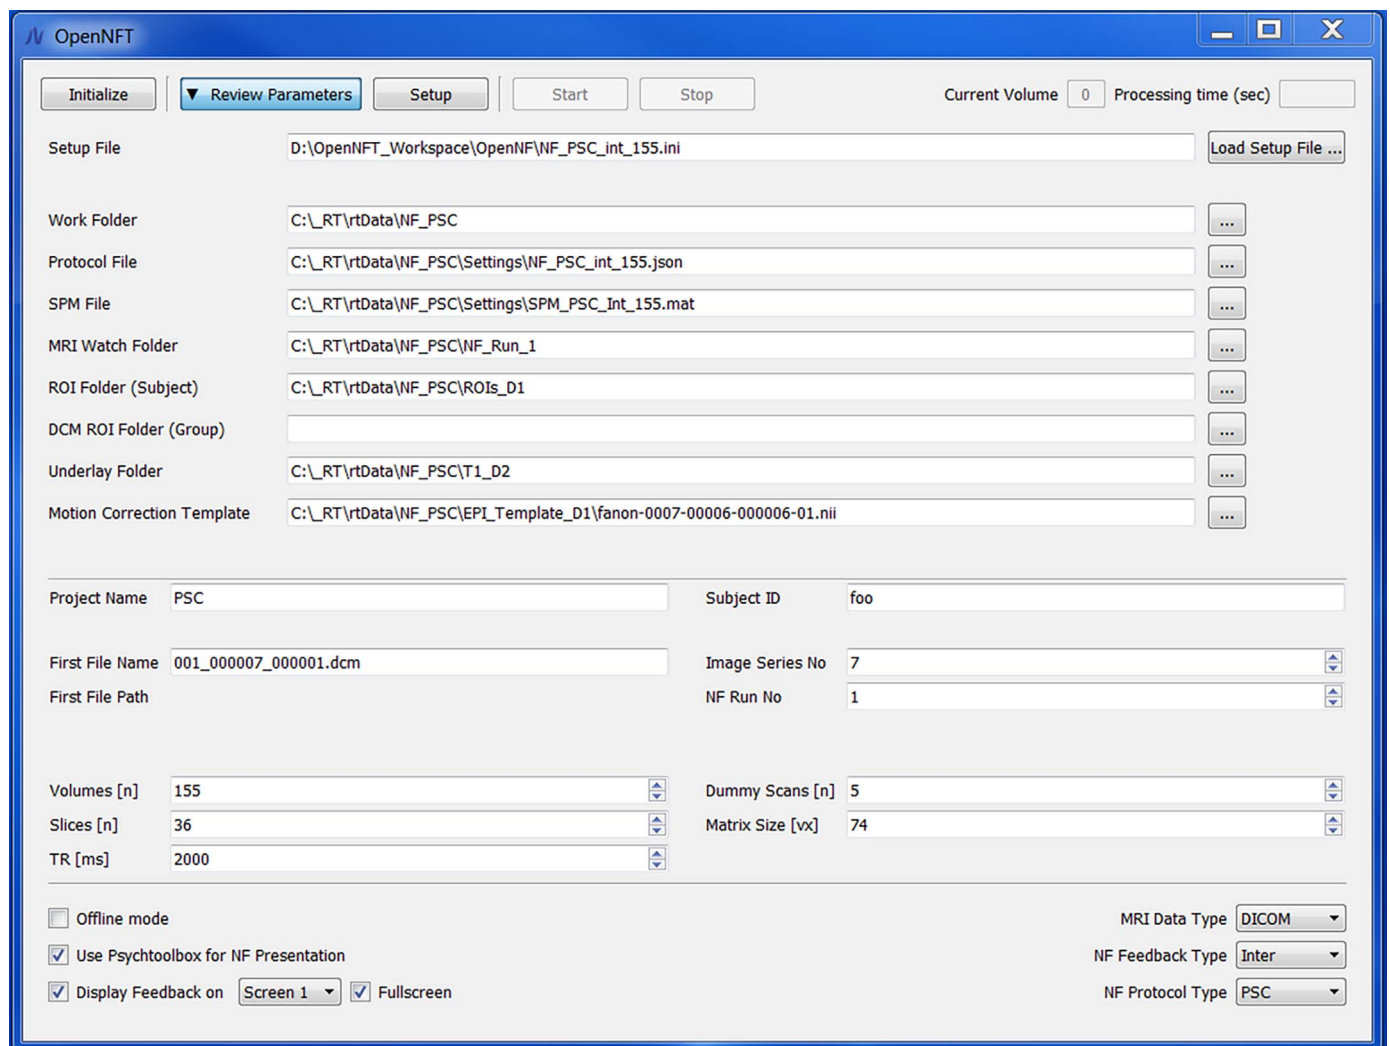 OpenNFT
Initialize ▼ Review Parameters Setup Start Stop Current Volume 0 Processing time (sec)
Setup File D:\OpenNFT_Workspace\OpenNF\NF_PSC_int_155.ini Load Setup File ...
Work Folder C:\_RT\rtData\NF_PSC ...
Protocol File C:\_RT\rtData\NF_PSC\Settings\NF_PSC_int_155.json ...
SPM File C:\_RT\rtData\NF_PSC\Settings\SPM_PSC_Int_155.mat ...
MRI Watch Folder C:\_RT\rtData\NF_PSC\NF_Run_1 ...
ROI Folder (Subject) C:\_RT\rtData\NF_PSC\ROIs_D1 ...
DCM ROI Folder (Group) ...
Underlay Folder C:\_RT\rtData\NF_PSC\T1_D2 ...
Motion Correction Template C:\_RT\rtData\NF_PSC\EPI_Template_D1\fanon-0007-00006-000006-01.nii ...
Project Name PSC Subject ID foo
First File Name 001_000007_000001.dcm Image Series No 7
First File Path NF Run No 1
Volumes [n] 155 Dummy Scans [n] 5
Slices [n] 36 Matrix Size [vx] 74
TR [ms] 2000
Offline mode MRI Data Type DICOM
Use Psychtoolbox for NF Presentation NF Feedback Type Inter
Display Feedback on Screen 1 Fullscreen NF Protocol Type PSC